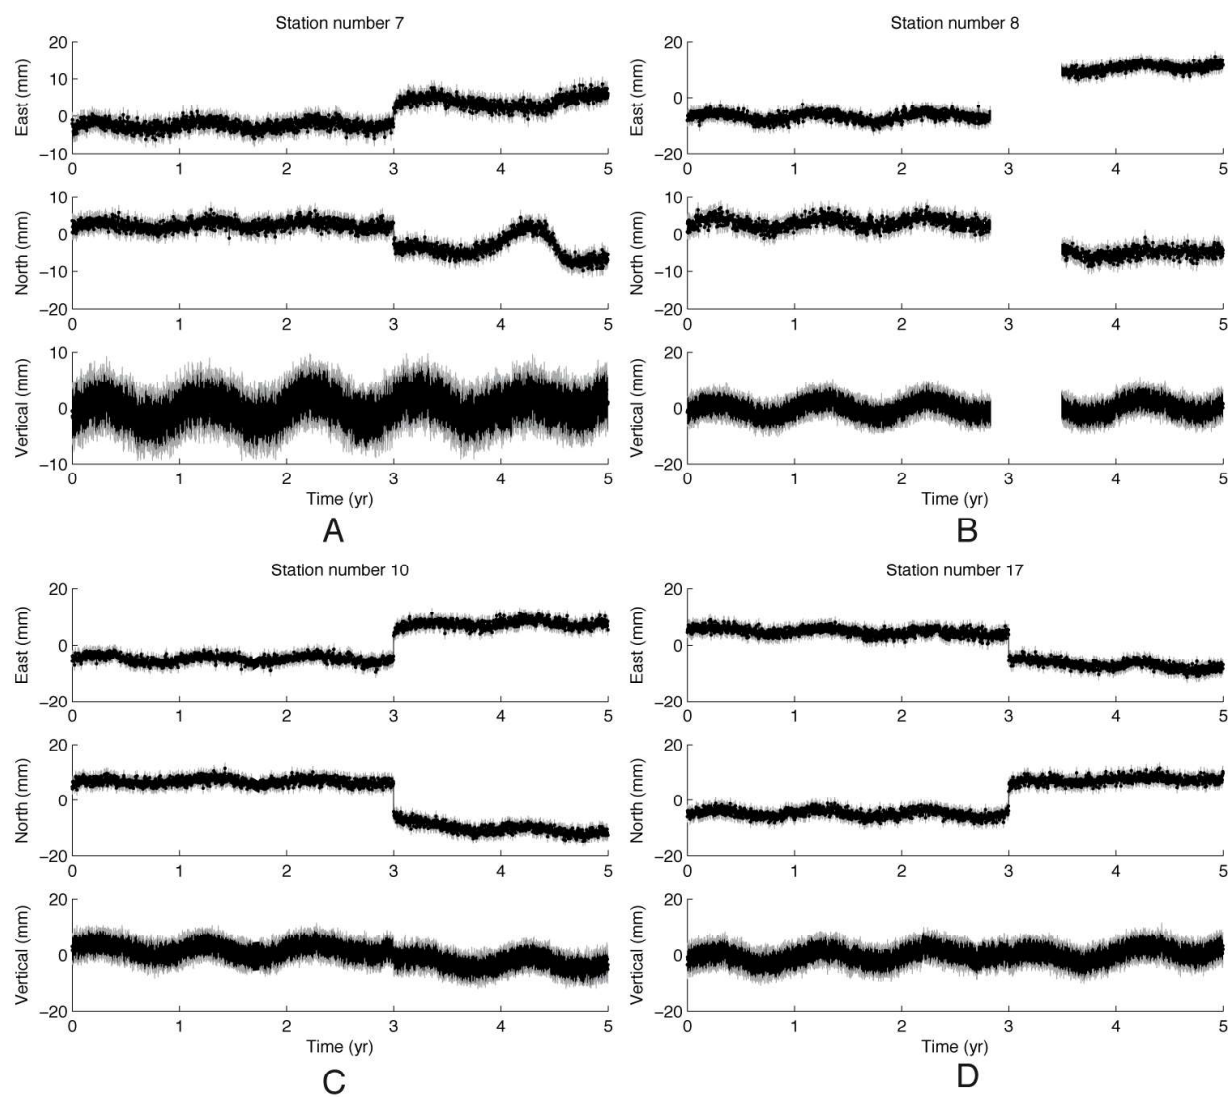 Station number 7
East (mm)
20
10
0
−10
0 1 2 3 4 5
North (mm)
10
0
−10
−20
0 1 2 3 4 5
Vertical (mm)
10
0
−10
0 1 2 3 4 5
Time (yr)
A
Station number 8
East (mm)
20
0
−20
0 1 2 3 4 5
North (mm)
10
0
−10
−20
0 1 2 3 4 5
Vertical (mm)
20
0
−20
0 1 2 3 4 5
Time (yr)
B
Station number 10
East (mm)
20
0
−20
0 1 2 3 4 5
North (mm)
20
0
−20
0 1 2 3 4 5
Vertical (mm)
20
0
−20
0 1 2 3 4 5
Time (yr)
C
Station number 17
East (mm)
20
0
−20
0 1 2 3 4 5
North (mm)
20
0
−20
0 1 2 3 4 5
Vertical (mm)
20
0
−20
0 1 2 3 4 5
Time (yr)
D